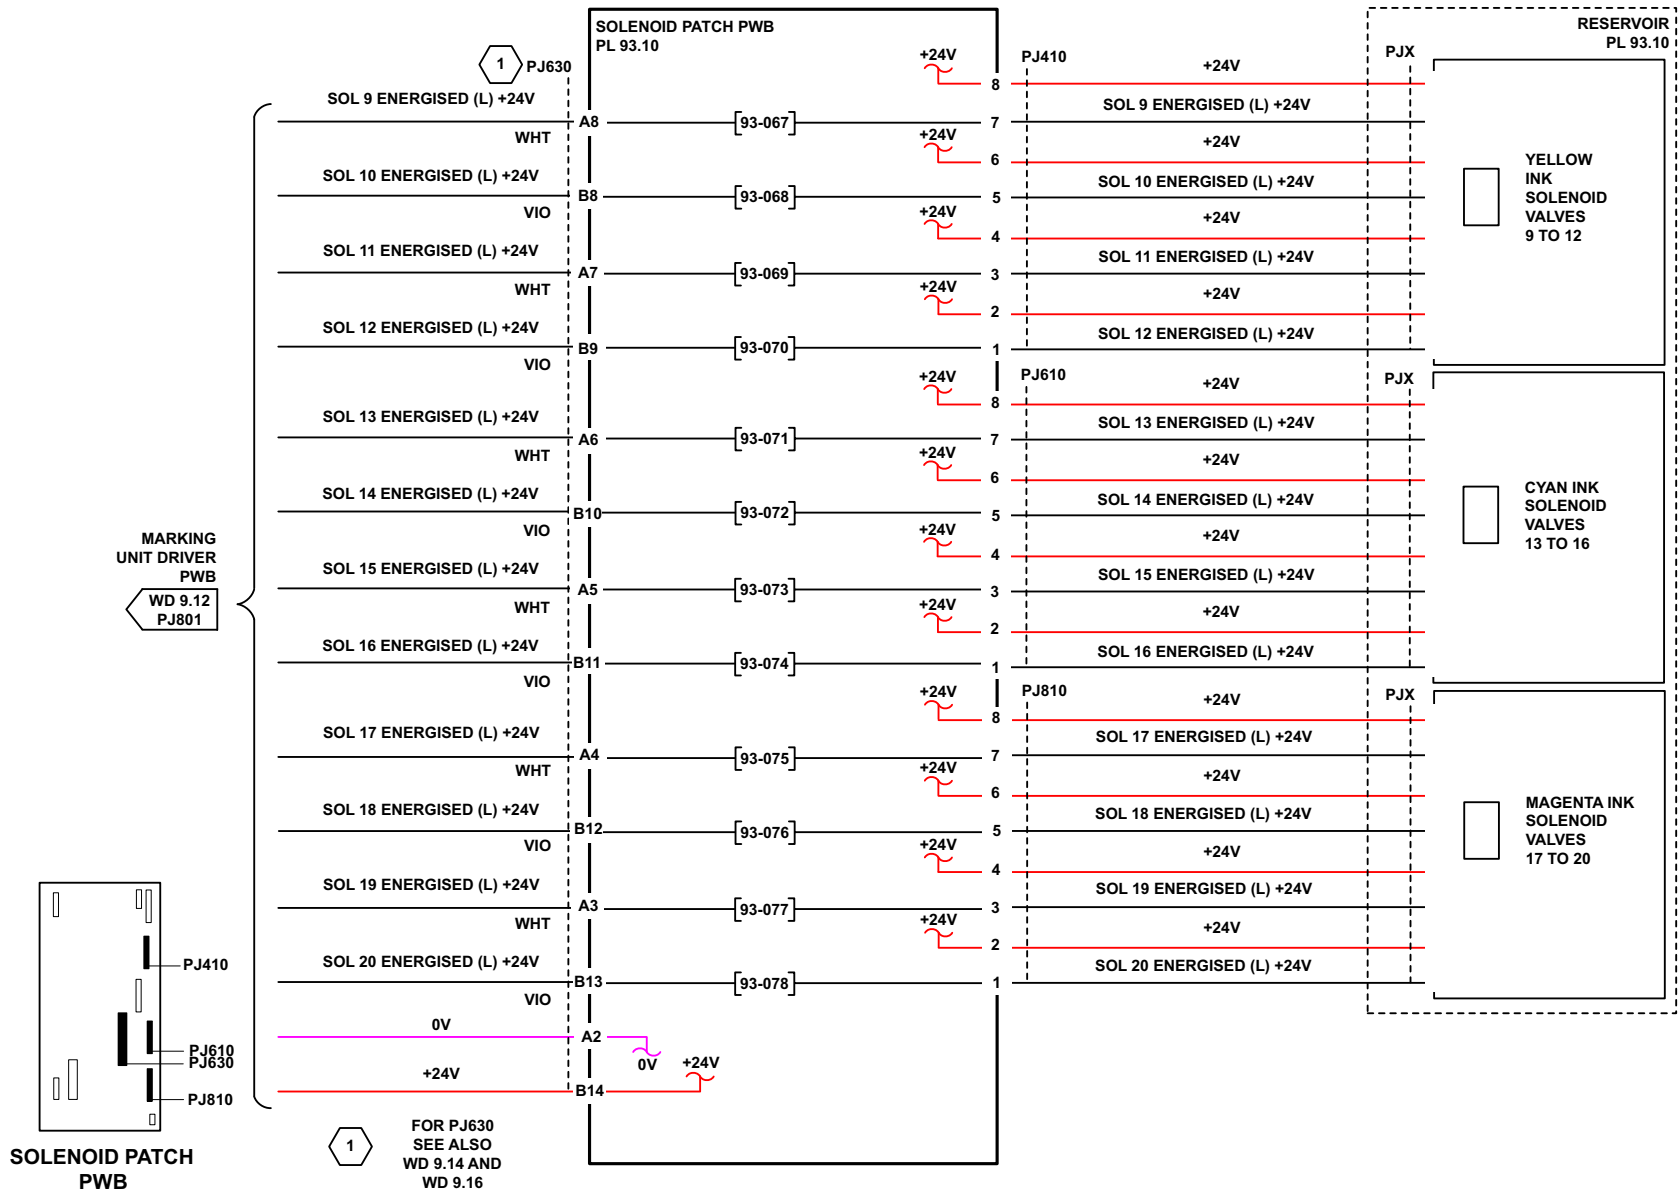 SOLENOID PATCH PWB
PL 93.10
RESERVOIR
PL 93.10
1
PJ630
+24V
PJ410
+24V
PJX
8
SOL 9 ENERGISED (L) +24V
A8
[93-067]
7
SOL 9 ENERGISED (L) +24V
WHT
+24V
6
+24V
SOL 10 ENERGISED (L) +24V
B8
[93-068]
5
SOL 10 ENERGISED (L) +24V
VIO
+24V
4
+24V
SOL 11 ENERGISED (L) +24V
A7
[93-069]
3
SOL 11 ENERGISED (L) +24V
WHT
+24V
2
+24V
SOL 12 ENERGISED (L) +24V
B9
[93-070]
1
SOL 12 ENERGISED (L) +24V
VIO
YELLOW
INK
SOLENOID
VALVES
9 TO 12
+24V
PJ610
+24V
PJX
8
SOL 13 ENERGISED (L) +24V
A6
[93-071]
7
SOL 13 ENERGISED (L) +24V
WHT
+24V
6
+24V
SOL 14 ENERGISED (L) +24V
B10
[93-072]
5
SOL 14 ENERGISED (L) +24V
VIO
+24V
4
+24V
SOL 15 ENERGISED (L) +24V
A5
[93-073]
3
SOL 15 ENERGISED (L) +24V
WHT
+24V
2
+24V
SOL 16 ENERGISED (L) +24V
B11
[93-074]
1
SOL 16 ENERGISED (L) +24V
VIO
CYAN INK
SOLENOID
VALVES
13 TO 16
MARKING
UNIT DRIVER
PWB
WD 9.12
PJ801
+24V
PJ810
+24V
PJX
8
SOL 17 ENERGISED (L) +24V
A4
[93-075]
7
SOL 17 ENERGISED (L) +24V
WHT
+24V
6
+24V
SOL 18 ENERGISED (L) +24V
B12
[93-076]
5
SOL 18 ENERGISED (L) +24V
VIO
+24V
4
+24V
SOL 19 ENERGISED (L) +24V
A3
[93-077]
3
SOL 19 ENERGISED (L) +24V
WHT
+24V
2
+24V
SOL 20 ENERGISED (L) +24V
B13
[93-078]
1
SOL 20 ENERGISED (L) +24V
VIO
MAGENTA INK
SOLENOID
VALVES
17 TO 20
0V
A2
0V
+24V
B14
+24V
PJ410
PJ610
PJ630
PJ810
SOLENOID PATCH
PWB
1
FOR PJ630
SEE ALSO
WD 9.14 AND
WD 9.16